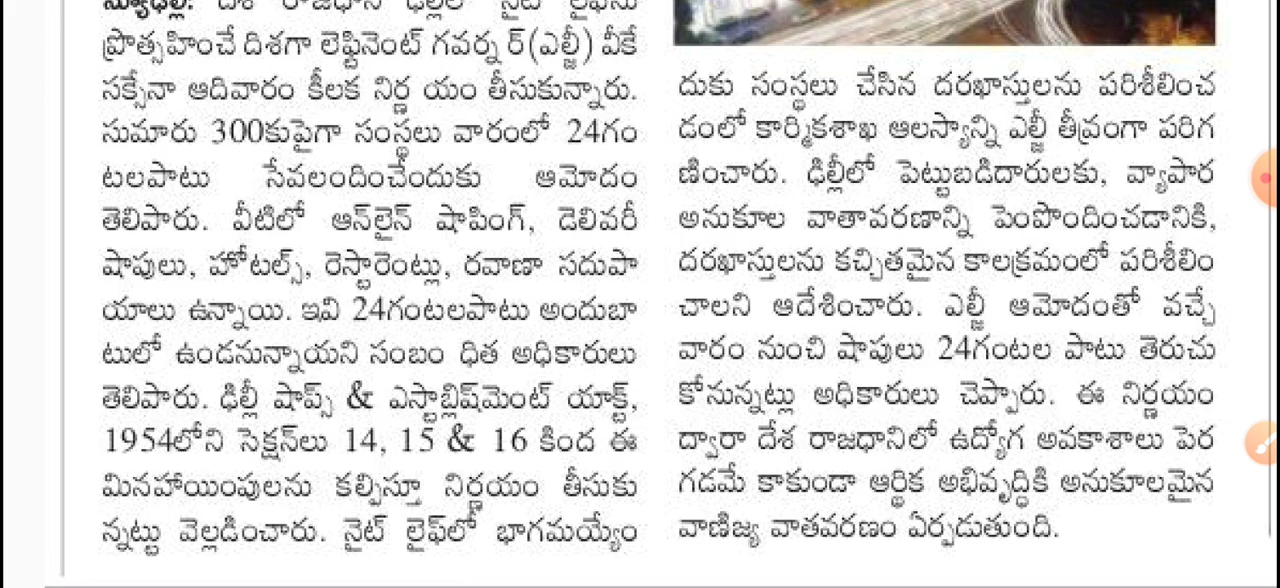 న్యూఢిల్లీ: దేశ రాజధాని ఢిల్లీలో నైట్ లైఫ్‌ను
ప్రోత్సహించే దిశగా లెఫ్టినెంట్ గవర్న ర్(ఎల్జీ) వీకే
సక్సేనా ఆదివారం కీలక నిర్ణ యం తీసుకున్నారు.
సుమారు 300కుపైగా సంస్థలు వారంలో 24గం
టలపాటు సేవలందించేందుకు ఆమోదం
తెలిపారు. వీటిలో ఆన్‌లైన్ షాపింగ్, డెలివరీ
షాపులు, హోటల్స్, రెస్టారెంట్లు, రవాణా సదుపా
యాలు ఉన్నాయి. ఇవి 24గంటలపాటు అందుబా
టులో ఉండనున్నాయని సంబం ధిత అధికారులు
తెలిపారు. ఢిల్లీ షాప్స్ & ఎస్టాబ్లిష్‌మెంట్ యాక్ట్,
1954లోని సెక్షన్‌లు 14, 15 & 16 కింద ఈ
మినహాయింపులను కల్పిస్తూ నిర్ణయం తీసుకు
న్నట్టు వెల్లడించారు. నైట్ లైఫ్‌లో భాగమయ్యేం
దుకు సంస్థలు చేసిన దరఖాస్తులను పరిశీలించ
డంలో కార్మికశాఖ ఆలస్యాన్ని ఎల్జీ తీవ్రంగా పరిగ
ణించారు. ఢిల్లీలో పెట్టుబడిదారులకు, వ్యాపార
అనుకూల వాతావరణాన్ని పెంపొందించడానికి,
దరఖాస్తులను కచ్చితమైన కాలక్రమంలో పరిశీలిం
చాలని ఆదేశించారు. ఎల్జీ ఆమోదంతో వచ్చే
వారం నుంచి షాపులు 24గంటల పాటు తెరుచు
కోనున్నట్లు అధికారులు చెప్పారు. ఈ నిర్ణయం
ద్వారా దేశ రాజధానిలో ఉద్యోగ అవకాశాలు పెర
గడమే కాకుండా ఆర్థిక అభివృద్ధికి అనుకూలమైన
వాణిజ్య వాతవరణం ఏర్పడుతుంది.